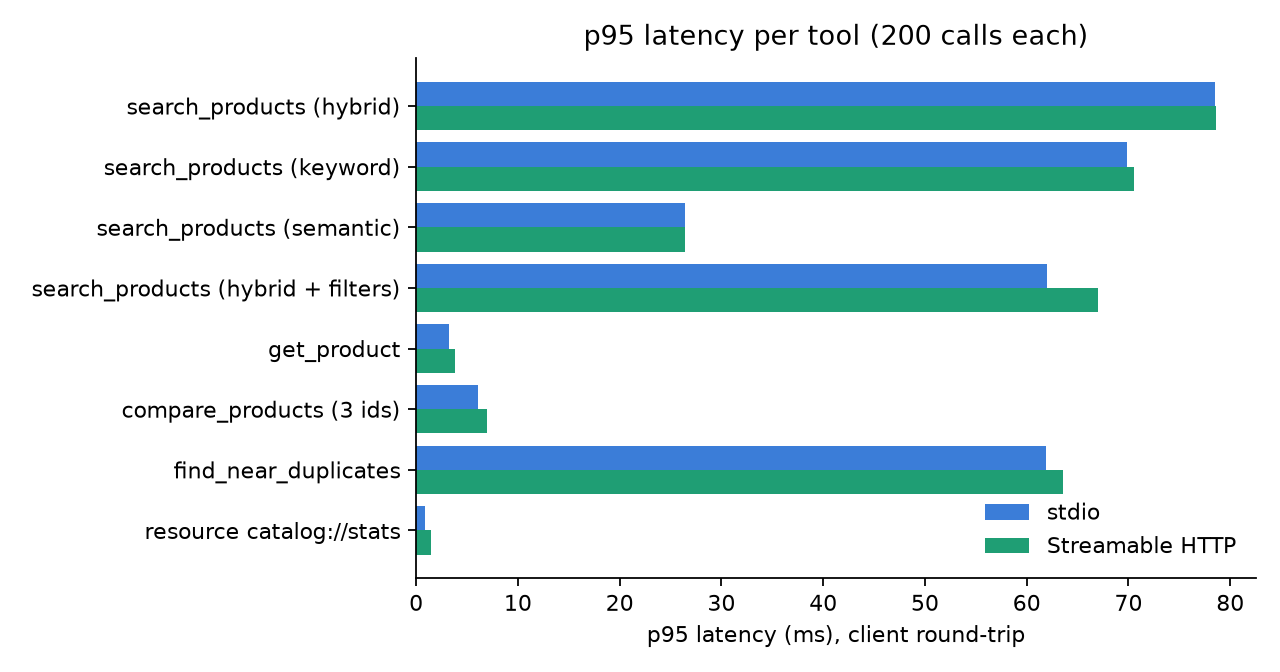 p95 latency per tool (200 calls each)
search_products (hybrid)
search_products (keyword)
search_products (semantic)
search_products (hybrid + filters)
get_product
compare_products (3 ids)
find_near_duplicates
resource catalog://stats
stdio
Streamable HTTP
0 10 20 30 40 50 60 70 80
p95 latency (ms), client round-trip